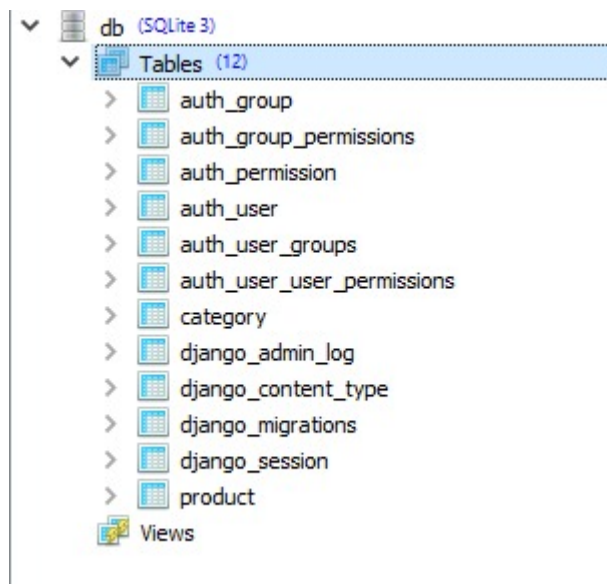 db (SQLite 3)
Tables (12)
auth_group
auth_group_permissions
auth_permission
auth_user
auth_user_groups
auth_user_user_permissions
category
django_admin_log
django_content_type
django_migrations
django_session
product
Views